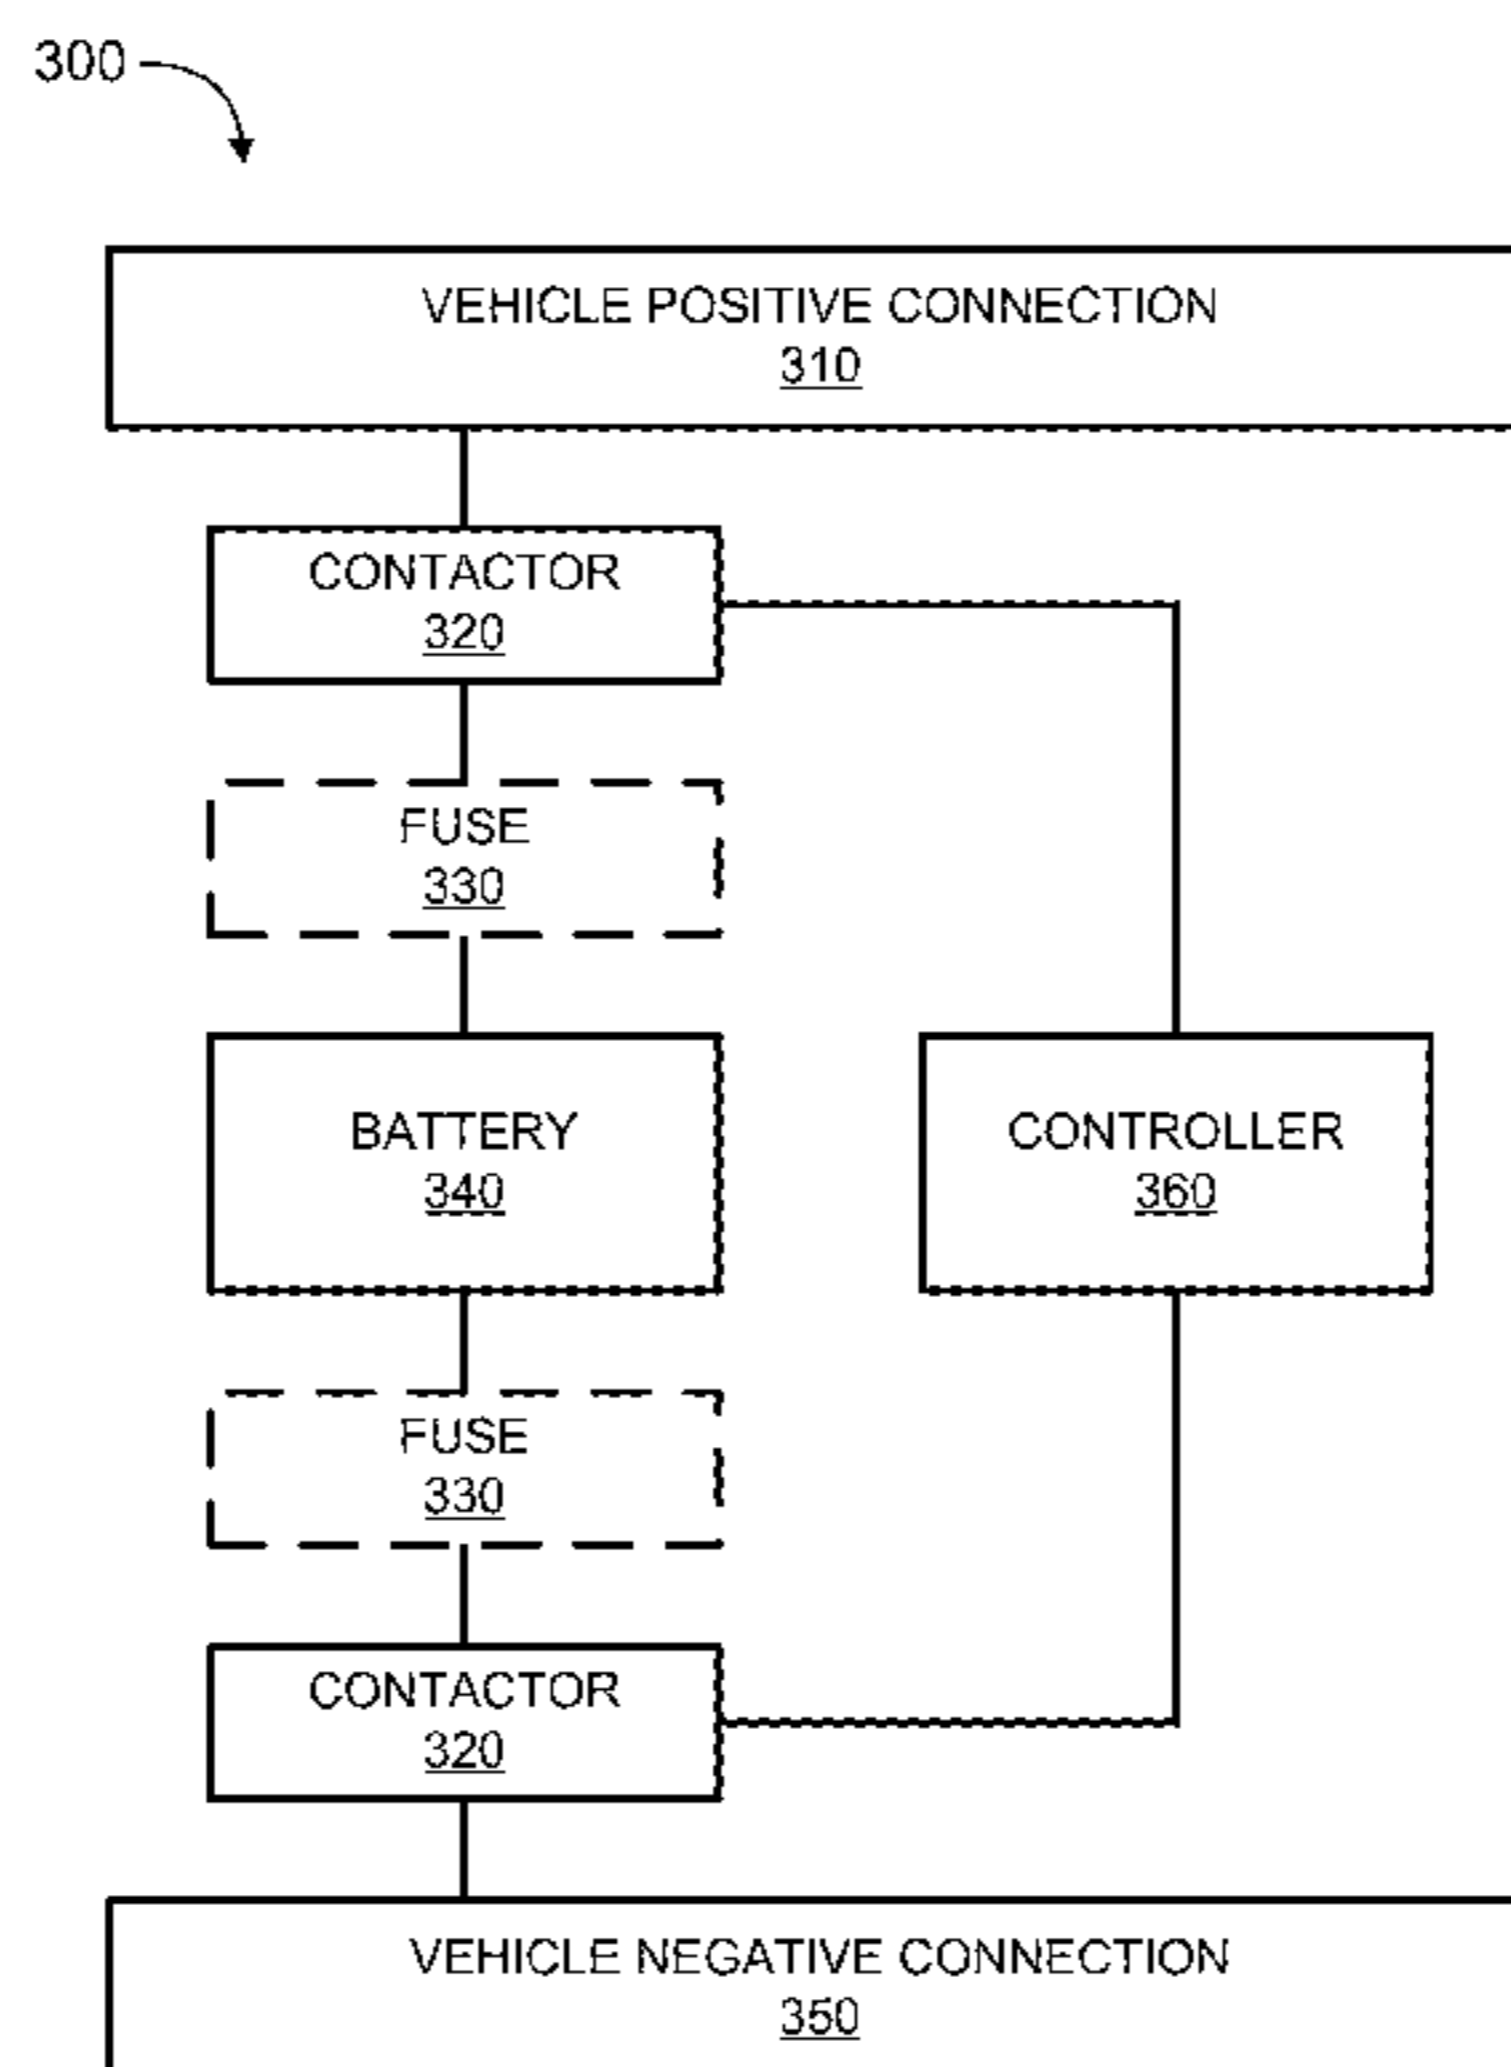 300
VEHICLE POSITIVE CONNECTION
310
CONTACTOR
320
FUSE
330
BATTERY
340
CONTROLLER
360
FUSE
330
CONTACTOR
320
VEHICLE NEGATIVE CONNECTION
350